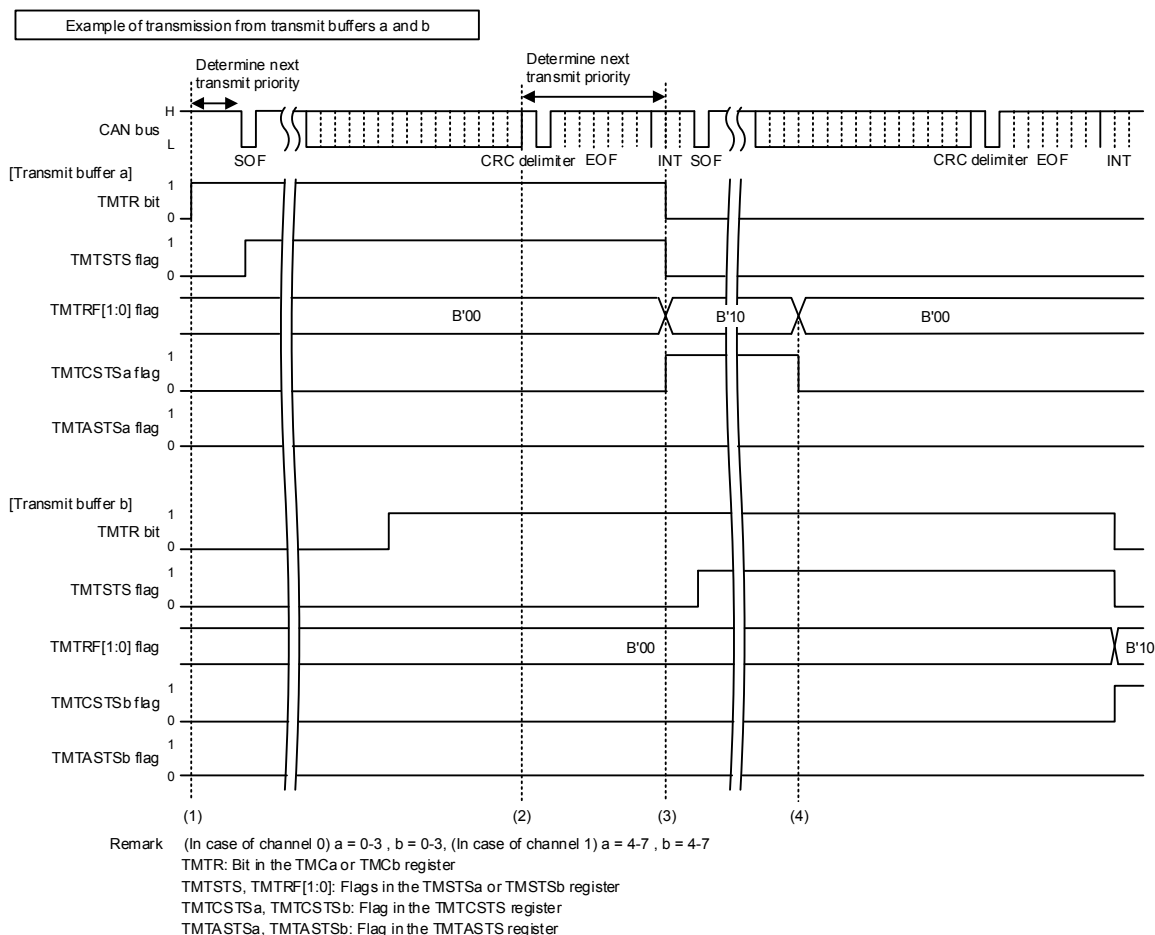 Example of transmission from transmit buffers a and b
Determine next
transmit priority
Determine next
transmit priority
H
CAN bus
L
SOF
CRC delimiter
EOF
INT
SOF
CRC delimiter
EOF
INT
[Transmit buffer a]
1
TMTR bit
0
1
TMTSTS flag
0
TMTRF[1:0] flag
B'00
B'10
B'00
1
TMTCSTSa flag
0
1
TMTASTSa flag
0
[Transmit buffer b]
1
TMTR bit
0
1
TMTSTS flag
0
TMTRF[1:0] flag
B'00
B'10
1
TMTCSTSb flag
0
1
TMTASTSb flag
0
(1)
(2)
(3)
(4)
Remark (In case of channel 0) a = 0-3 , b = 0-3, (In case of channel 1) a = 4-7 , b = 4-7
TMTR: Bit in the TMCa or TMCb register
TMTSTS, TMTRF[1:0]: Flags in the TMSTSa or TMSTSb register
TMTCSTSa, TMTCSTSb: Flag in the TMTCSTS register
TMTASTSa, TMTASTSb: Flag in the TMTASTS register